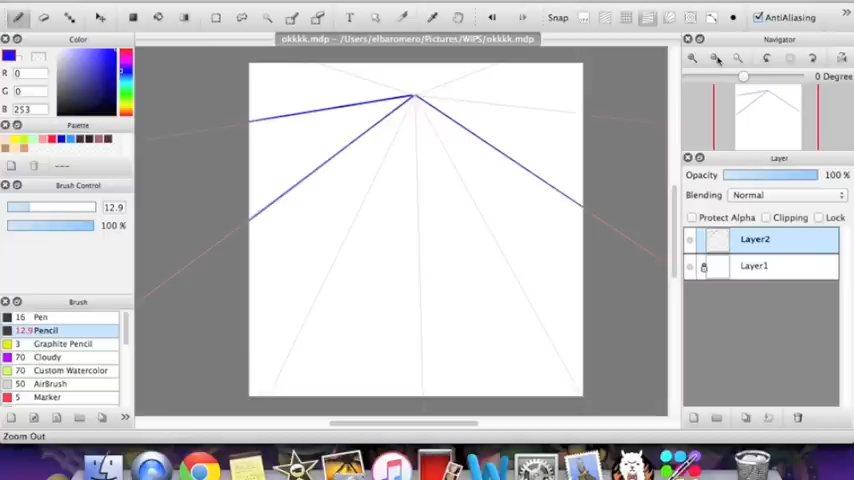 Snap
AntiAliasing
okkkk.mdp – /Users/elbaromero/Pictures/WIPS/okkkk.mdp
Color
R 0
G 0
B 253
Palette
---
Brush Control
12.9
100 %
Brush
16 Pen
12.9 Pencil
3 Graphite Pencil
70 Cloudy
70 Custom Watercolor
50 AirBrush
5 Marker
Zoom Out
Navigator
0 Degree
Layer
Opacity 100 %
Blending Normal
Protect Alpha Clipping Lock
Layer2
Layer1